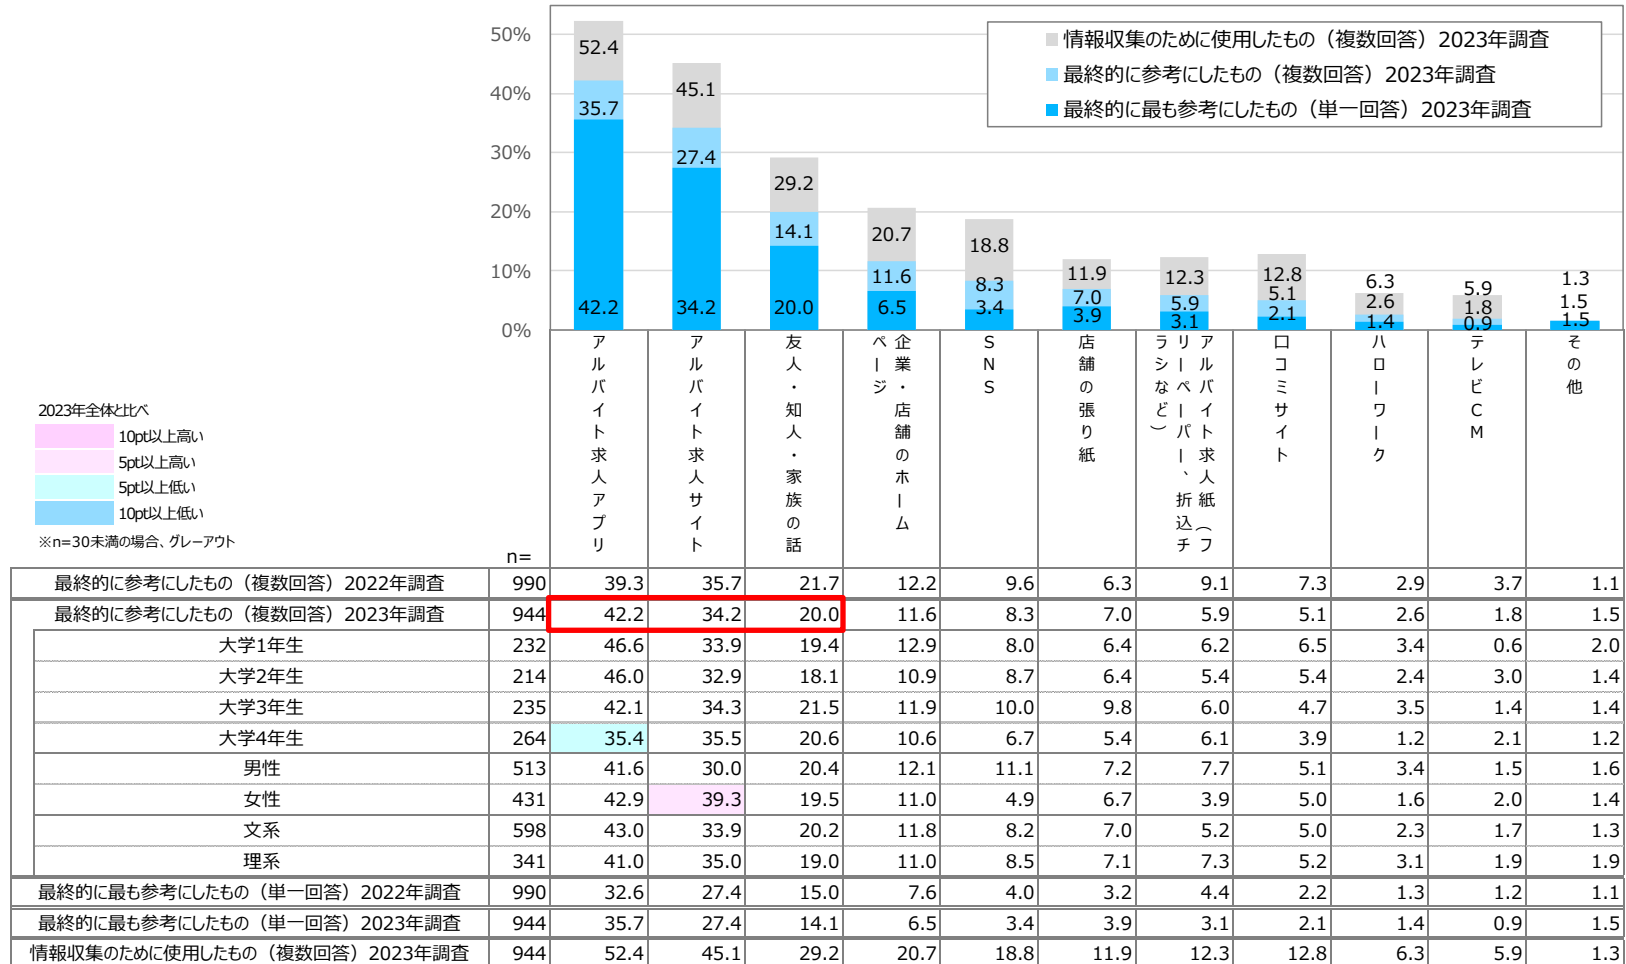 50%
40%
30%
20%
10%
0%
情報収集のために使用したもの（複数回答）2023年調査
最終的に参考にしたもの（複数回答）2023年調査
最終的に最も参考にしたもの（単一回答）2023年調査
52.4
35.7
42.2
45.1
27.4
34.2
29.2
14.1
20.0
20.7
11.6
6.5
18.8
8.3
3.4
11.9
7.0
3.9
12.3
5.9
3.1
12.8
5.1
2.1
6.3
2.6
1.4
5.9
1.8
0.9
1.3
1.5
1.5
アルバイト求人アプリ
アルバイト求人サイト
友人・知人・家族の話
企業・店舗のホーム
ページ
SNS
店舗の張り紙
アルバイト求人紙（フ
リーペーパー、折込チ
ラシなど）
口コミサイト
ハローワーク
テレビCM
その他
2023年全体と比べ
10pt以上高い
5pt以上高い
5pt以上低い
10pt以上低い
※n=30未満の場合、グレーアウト
n=
最終的に参考にしたもの（複数回答）2022年調査 990 39.3 35.7 21.7 12.2 9.6 6.3 9.1 7.3 2.9 3.7 1.1
最終的に参考にしたもの（複数回答）2023年調査 944 42.2 34.2 20.0 11.6 8.3 7.0 5.9 5.1 2.6 1.8 1.5
大学1年生 232 46.6 33.9 19.4 12.9 8.0 6.4 6.2 6.5 3.4 0.6 2.0
大学2年生 214 46.0 32.9 18.1 10.9 8.7 6.4 5.4 5.4 2.4 3.0 1.4
大学3年生 235 42.1 34.3 21.5 11.9 10.0 9.8 6.0 4.7 3.5 1.4 1.4
大学4年生 264 35.4 35.5 20.6 10.6 6.7 5.4 6.1 3.9 1.2 2.1 1.2
男性 513 41.6 30.0 20.4 12.1 11.1 7.2 7.7 5.1 3.4 1.5 1.6
女性 431 42.9 39.3 19.5 11.0 4.9 6.7 3.9 5.0 1.6 2.0 1.4
文系 598 43.0 33.9 20.2 11.8 8.2 7.0 5.2 5.0 2.3 1.7 1.3
理系 341 41.0 35.0 19.0 11.0 8.5 7.1 7.3 5.2 3.1 1.9 1.9
最終的に最も参考にしたもの（単一回答）2022年調査 990 32.6 27.4 15.0 7.6 4.0 3.2 4.4 2.2 1.3 1.2 1.1
最終的に最も参考にしたもの（単一回答）2023年調査 944 35.7 27.4 14.1 6.5 3.4 3.9 3.1 2.1 1.4 0.9 1.5
情報収集のために使用したもの（複数回答）2023年調査 944 52.4 45.1 29.2 20.7 18.8 11.9 12.3 12.8 6.3 5.9 1.3